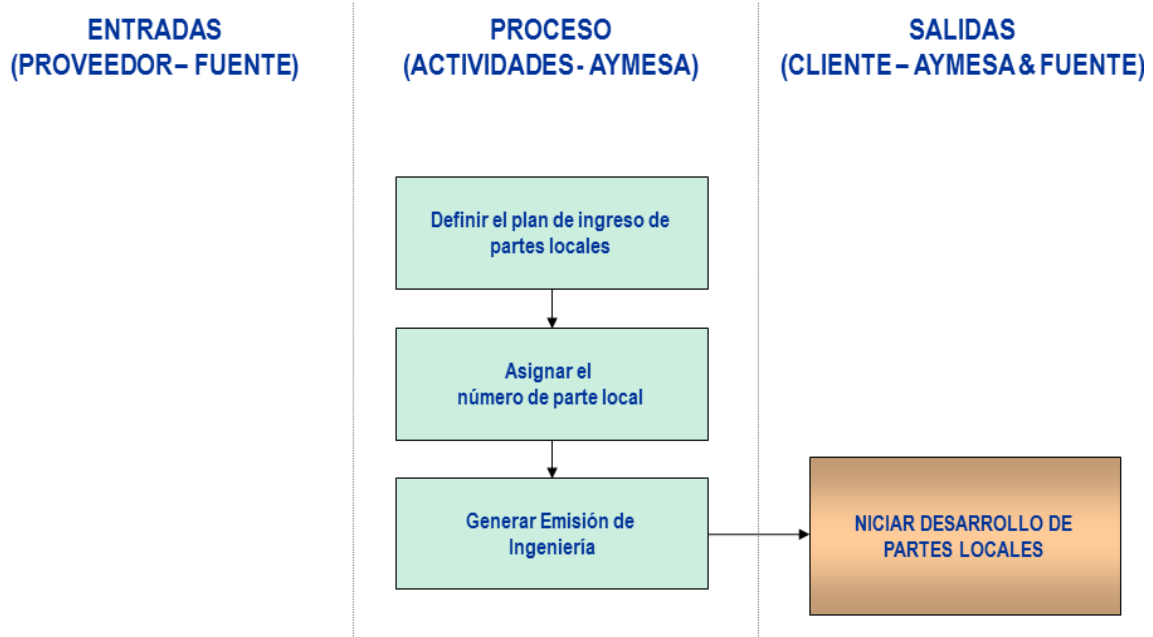 ENTRADAS
(PROVEEDOR – FUENTE)
PROCESO
(ACTIVIDADES- AYMESA)
SALIDAS
(CLIENTE – AYMESA & FUENTE)
Definir el plan de ingreso de
partes locales
Asignar el
número de parte local
Generar Emisión de
Ingeniería
NICIAR DESARROLLO DE
PARTES LOCALES